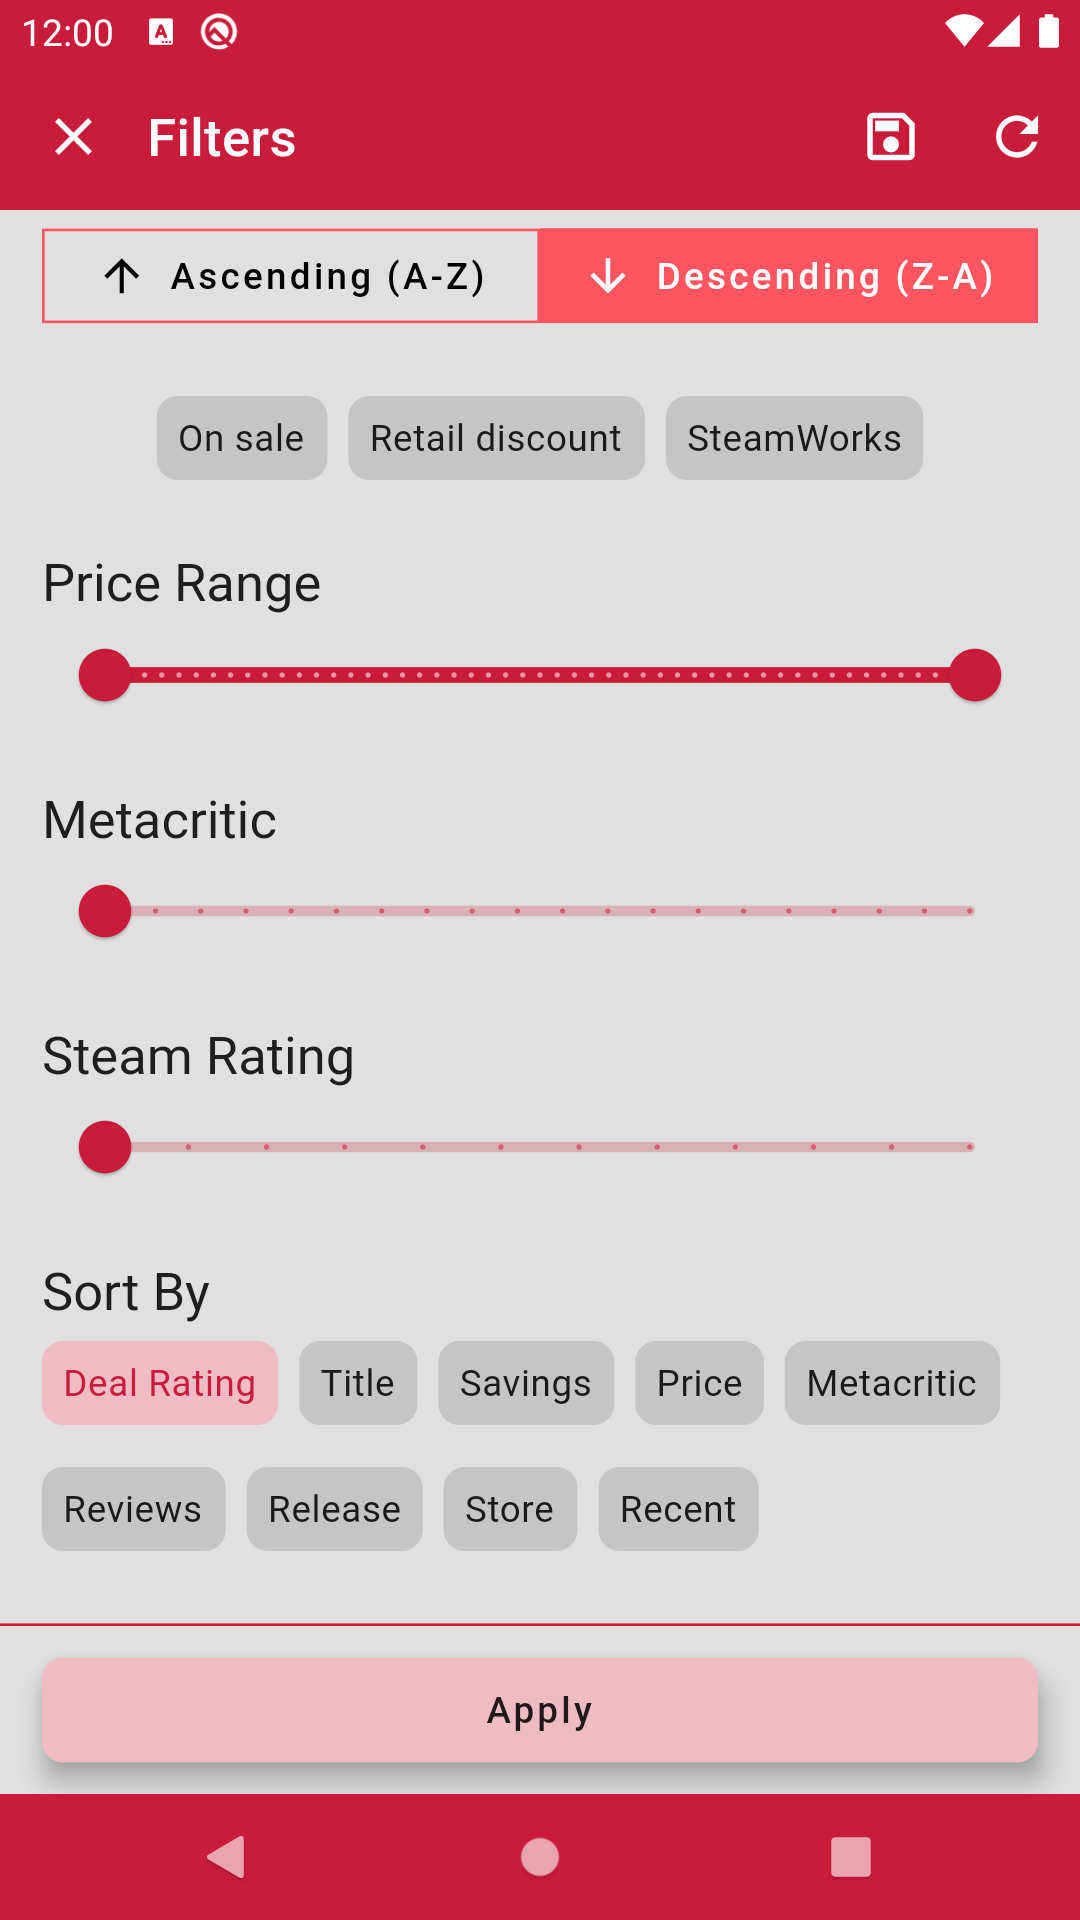 12:00
Filters
Ascending (A-Z) Descending (Z-A)
On sale Retail discount SteamWorks
Price Range
Metacritic
Steam Rating
Sort By
Deal Rating Title Savings Price Metacritic
Reviews Release Store Recent
Apply